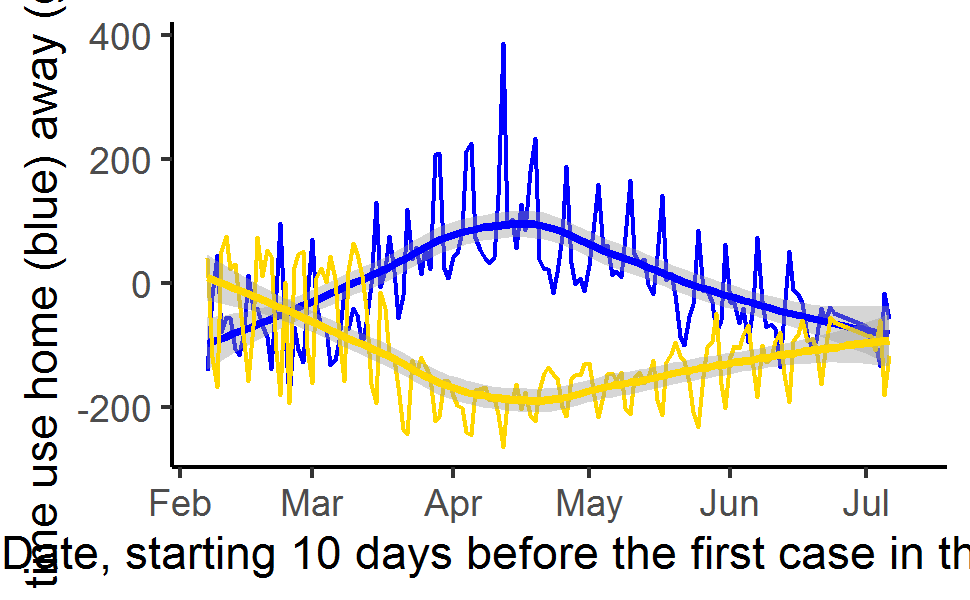 400
200
0
-200
time use home (blue) away (
Feb Mar Apr May Jun Jul
Date, starting 10 days before the first case in th